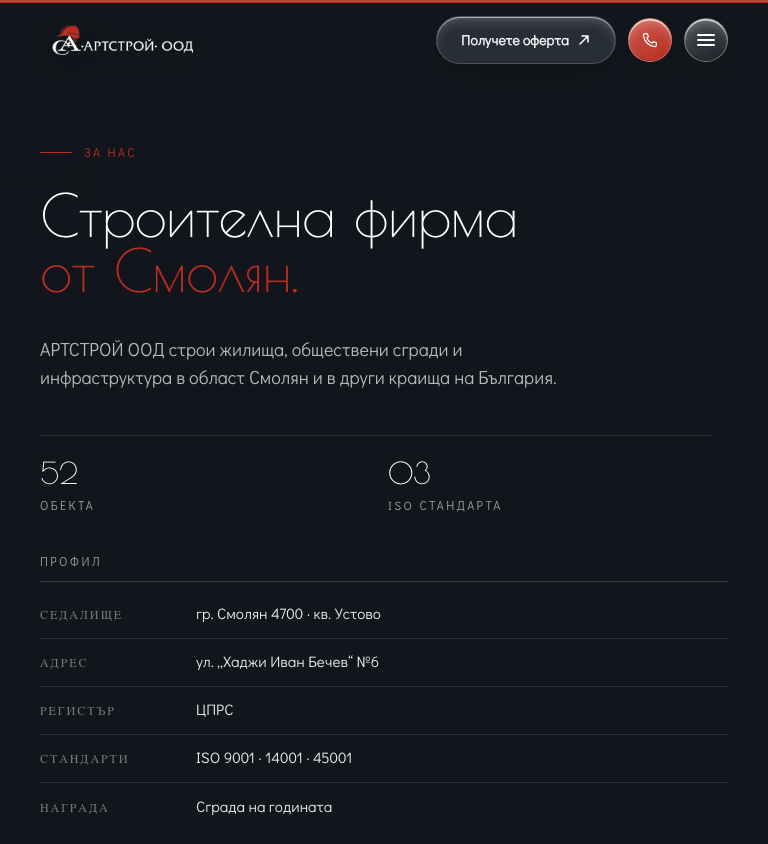 АРТСТРОЙ· ООД
Получете оферта
ЗА НАС
Строителна фирма
от Смолян.
АРТСТРОЙ ООД строи жилища, обществени сгради и
инфраструктура в област Смолян и в други краища на България.
52
ОБЕКТА
03
ISO СТАНДАРТА
ПРОФИЛ
СЕДАЛИЩЕ
гр. Смолян 4700 · кв. Устово
АДРЕС
ул. „Хаджи Иван Бечев“ №6
РЕГИСТЪР
ЦПРС
СТАНДАРТИ
ISO 9001 · 14001 · 45001
НАГРАДА
Сграда на годината